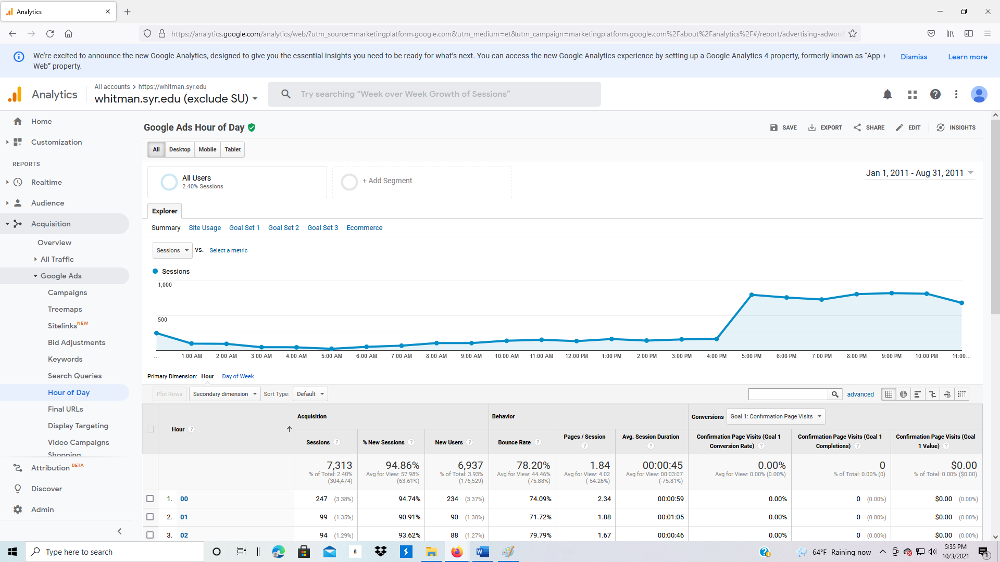 Analytics
https://analytics.google.com/analytics/web/?utm_source=marketingplatform.google.com&utm_medium=et&utm_campaign=marketingplatform.google.com%2Fabout%2Fanalytics%2F#/report/advertising-adword
We're excited to announce the new Google Analytics, designed to give you the essential insights you need to be ready for what's next. You can access the new Google Analytics experience by setting up a Google Analytics 4 property, formerly known as “App +
Web” property.
Dismiss
Learn more
Analytics
All accounts > https://whitman.syr.edu
whitman.syr.edu (exclude SU)
Try searching “Week over Week Growth of Sessions”
Home
Customization
REPORTS
Realtime
Audience
Acquisition
Overview
All Traffic
Google Ads
Campaigns
Treemaps
Sitelinks NEW
Bid Adjustments
Keywords
Search Queries
Hour of Day
Final URLs
Display Targeting
Video Campaigns
Shopping
Attribution BETA
Discover
Admin
Google Ads Hour of Day
SAVE EXPORT SHARE EDIT INSIGHTS
All Desktop Mobile Tablet
All Users
2.40% Sessions
+ Add Segment
Jan 1, 2011 - Aug 31, 2011
Explorer
Summary Site Usage Goal Set 1 Goal Set 2 Goal Set 3 Ecommerce
Sessions VS. Select a metric
Sessions
1,000
500
... 1:00 AM 2:00 AM 3:00 AM 4:00 AM 5:00 AM 6:00 AM 7:00 AM 8:00 AM 9:00 AM 10:00 AM 11:00 AM 12:00 PM 1:00 PM 2:00 PM 3:00 PM 4:00 PM 5:00 PM 6:00 PM 7:00 PM 8:00 PM 9:00 PM 10:00 PM 11:00...
Primary Dimension: Hour Day of Week
Plot Rows Secondary dimension Sort Type: Default
advanced
Hour ?
Acquisition
Behavior
Conversions Goal 1: Confirmation Page Visits
Sessions ? % New Sessions ? New Users ? Bounce Rate ? Pages / Session ? Avg. Session Duration ?
Confirmation Page Visits (Goal 1
Conversion Rate) ?
Confirmation Page Visits (Goal 1
Completions) ?
Confirmation Page Visits (Goal
1 Value) ?
7,313 94.86% 6,937 78.20% 1.84 00:00:45 0.00% 0 $0.00
% of Total: 2.40% Avg for View: 57.98% % of Total: 3.93% Avg for View: 44.46% Avg for View: 4.02 Avg for View: 00:03:07 Avg for View: 0.00% (0.00%) % of Total: 0.00% (0) % of Total: 0.00% ($0.00)
(304,474) (63.61%) (176,529) (75.88%) (-54.26%) (-75.81%)
1. 00 247 (3.38%) 94.74% 234 (3.37%) 74.09% 2.34 00:00:59 0.00% 0 (0.00%) $0.00 (0.00%)
2. 01 99 (1.35%) 90.91% 90 (1.30%) 71.72% 1.88 00:01:05 0.00% 0 (0.00%) $0.00 (0.00%)
3. 02 94 (1.29%) 93.62% 88 (1.27%) 79.79% 1.67 00:00:46 0.00% 0 (0.00%) $0.00 (0.00%)
Type here to search
a
W
64°F Raining now
5:35 PM
10/3/2021
1